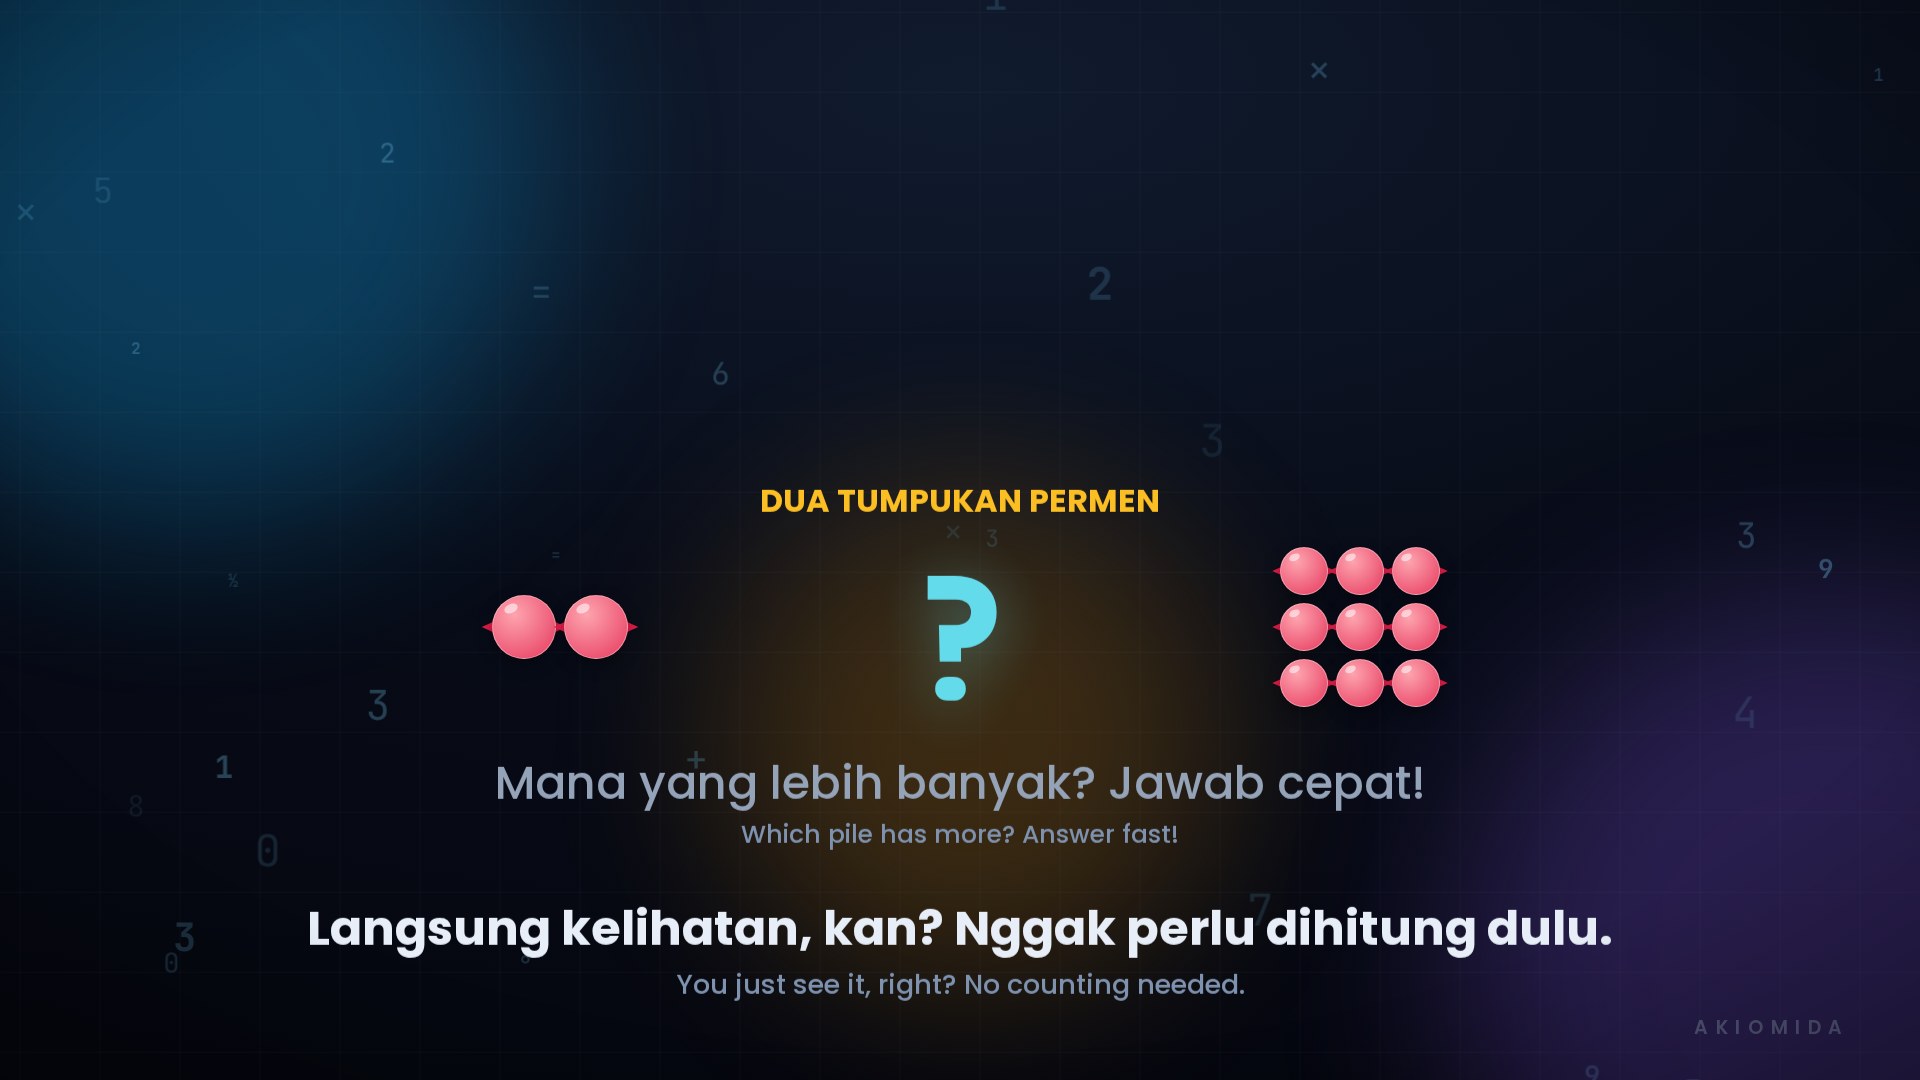 DUA TUMPUKAN PERMEN
?
Mana yang lebih banyak? Jawab cepat!
Which pile has more? Answer fast!
Langsung kelihatan, kan? Nggak perlu dihitung dulu.
You just see it, right? No counting needed.
AKIOMIDA